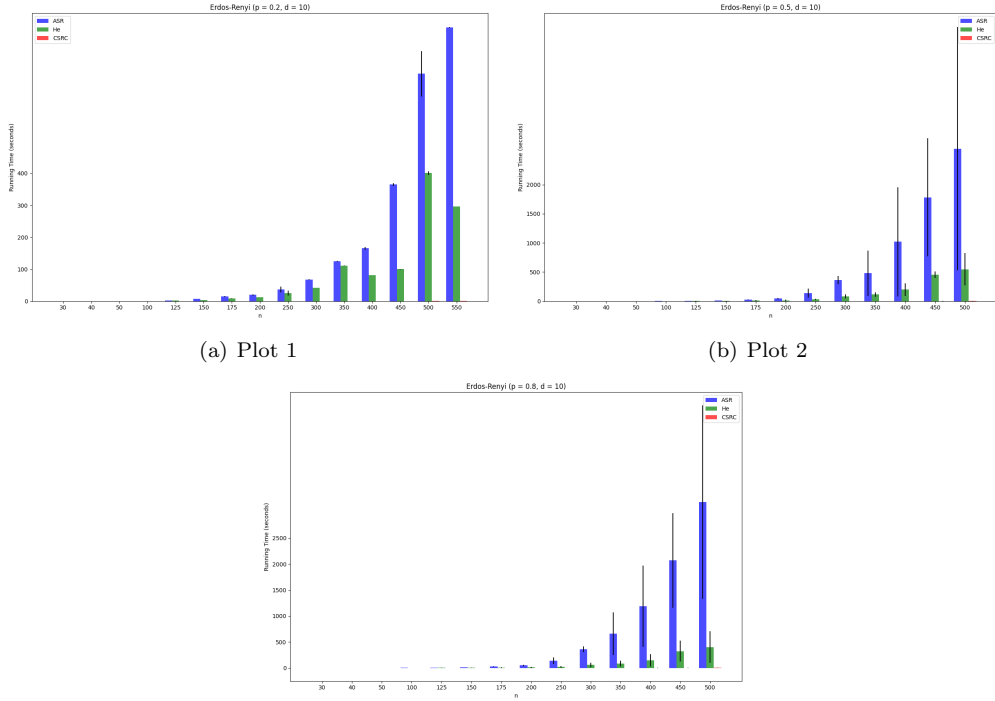 Erdos-Renyi (p = 0.2, d = 10)
ASR
He
CSRC
Running Time (seconds)
400
300
200
100
0
30 40 50 100 125 150 175 200 250 300 350 400 450 500 550
n
(a) Plot 1
Erdos-Renyi (p = 0.5, d = 10)
ASR
He
CSRC
Running Time (seconds)
2000
1500
1000
500
0
30 40 50 100 125 150 175 200 250 300 350 400 450 500
n
(b) Plot 2
Erdos-Renyi (p = 0.8, d = 10)
ASR
He
CSRC
Running Time (seconds)
2500
2000
1500
1000
500
0
30 40 50 100 125 150 175 200 250 300 350 400 450 500
n